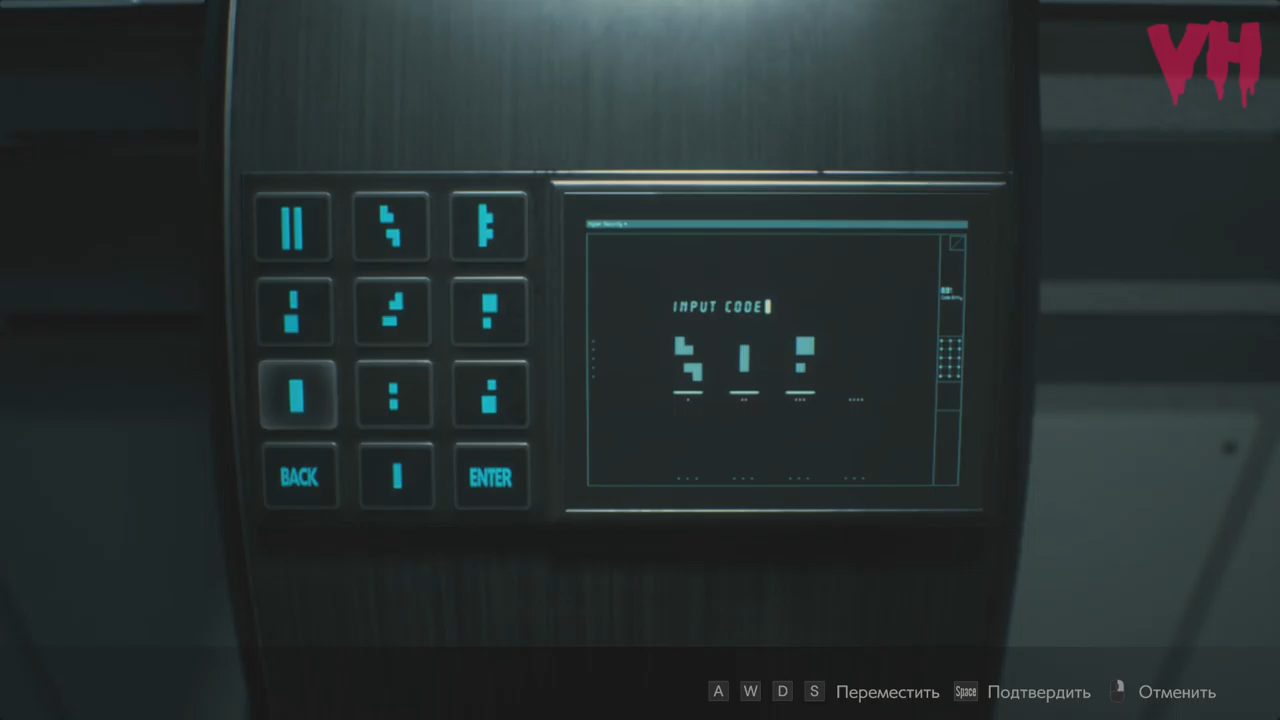 VH
INPUT CODE
BACK
ENTER
A W D S Переместить Space Подтвердить Отменить